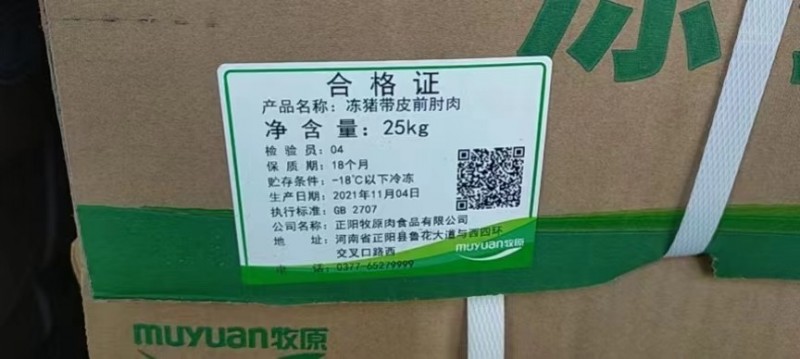 合格证
产品名称：冻猪带皮前肘肉
净含量：25kg
检验员：04
保质期：18个月
贮存条件：-18℃以下冷冻
生产日期：2021年11月04日
执行标准：GB 2707
公司名称：正阳牧原肉食品有限公司
地址：河南省正阳县鲁花大道与西四环
交叉口路西
muyuan牧原
电话：0377-65279999
muyuan牧原